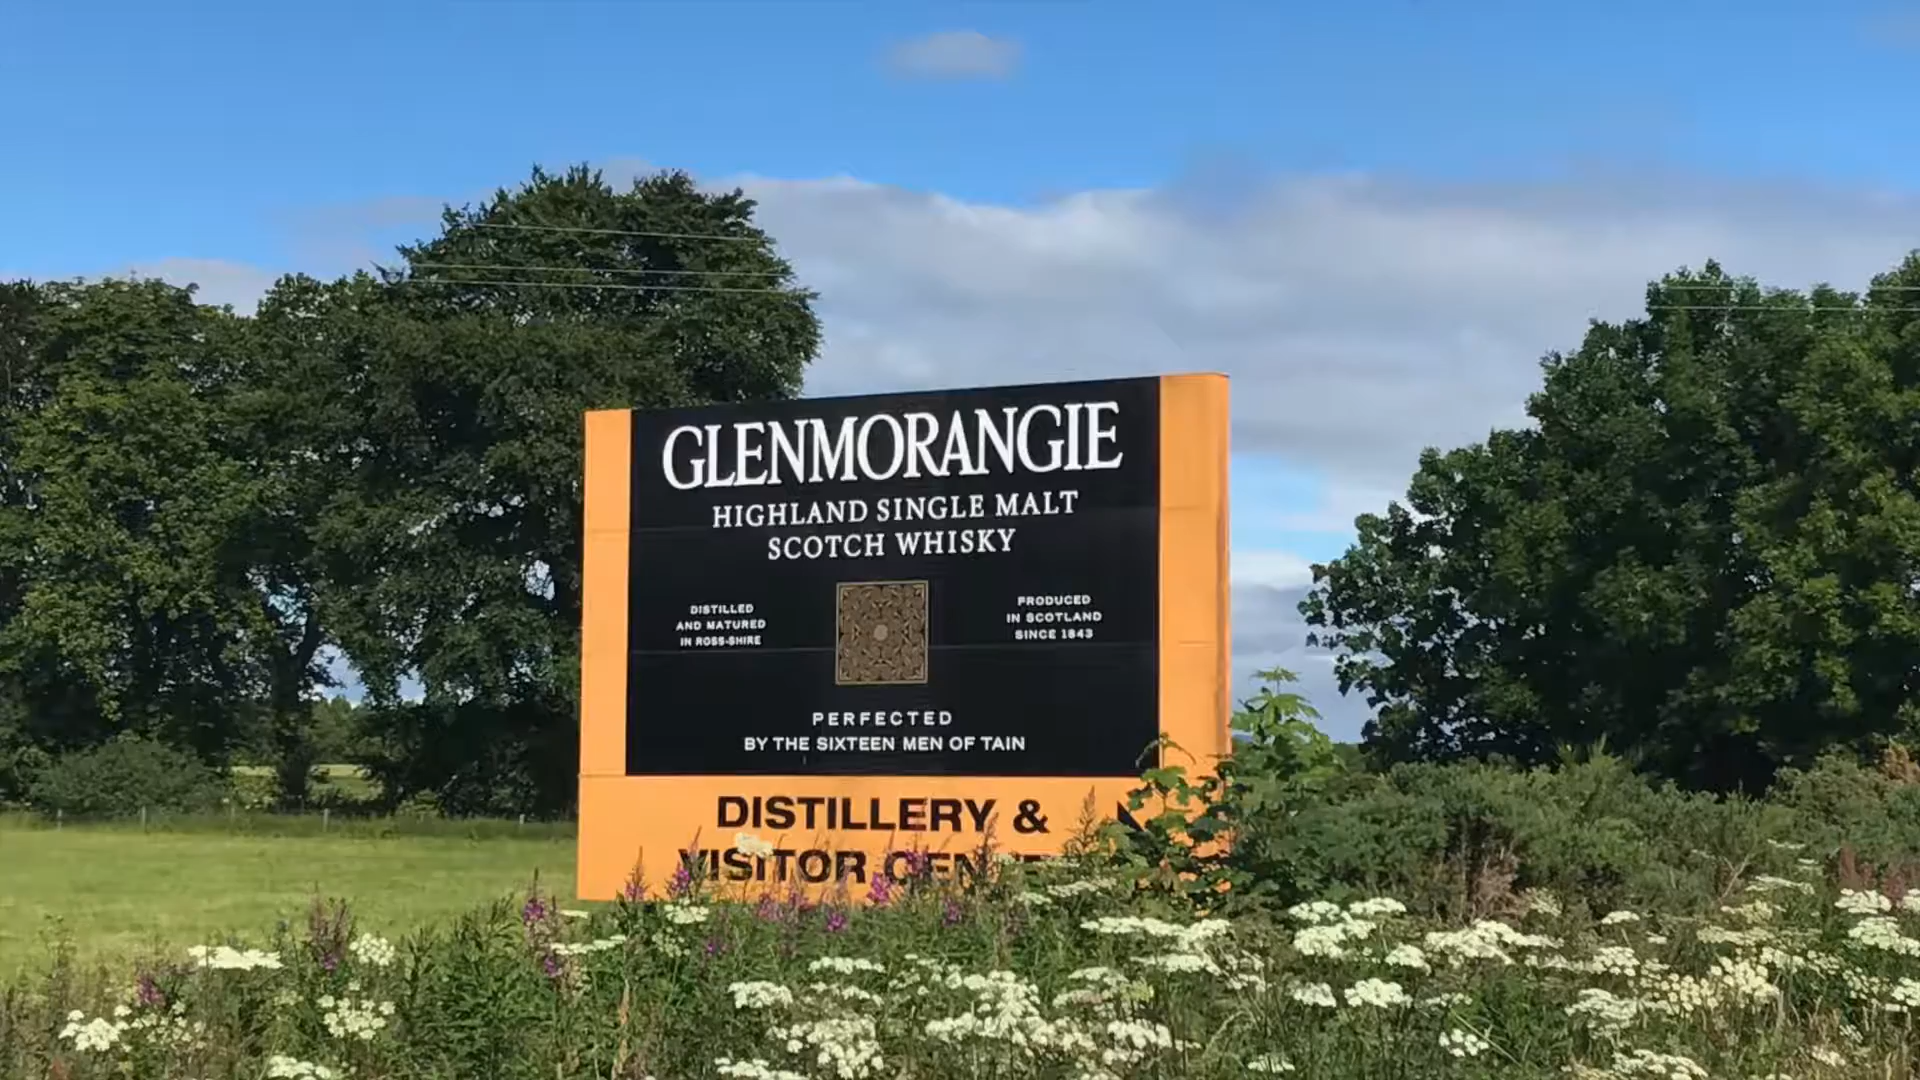 GLENMORANGIE
HIGHLAND SINGLE MALT
SCOTCH WHISKY
DISTILLED
AND MATURED
IN ROSS-SHIRE
PRODUCED
IN SCOTLAND
SINCE 1843
PERFECTED
BY THE SIXTEEN MEN OF TAIN
DISTILLERY &
VISITOR